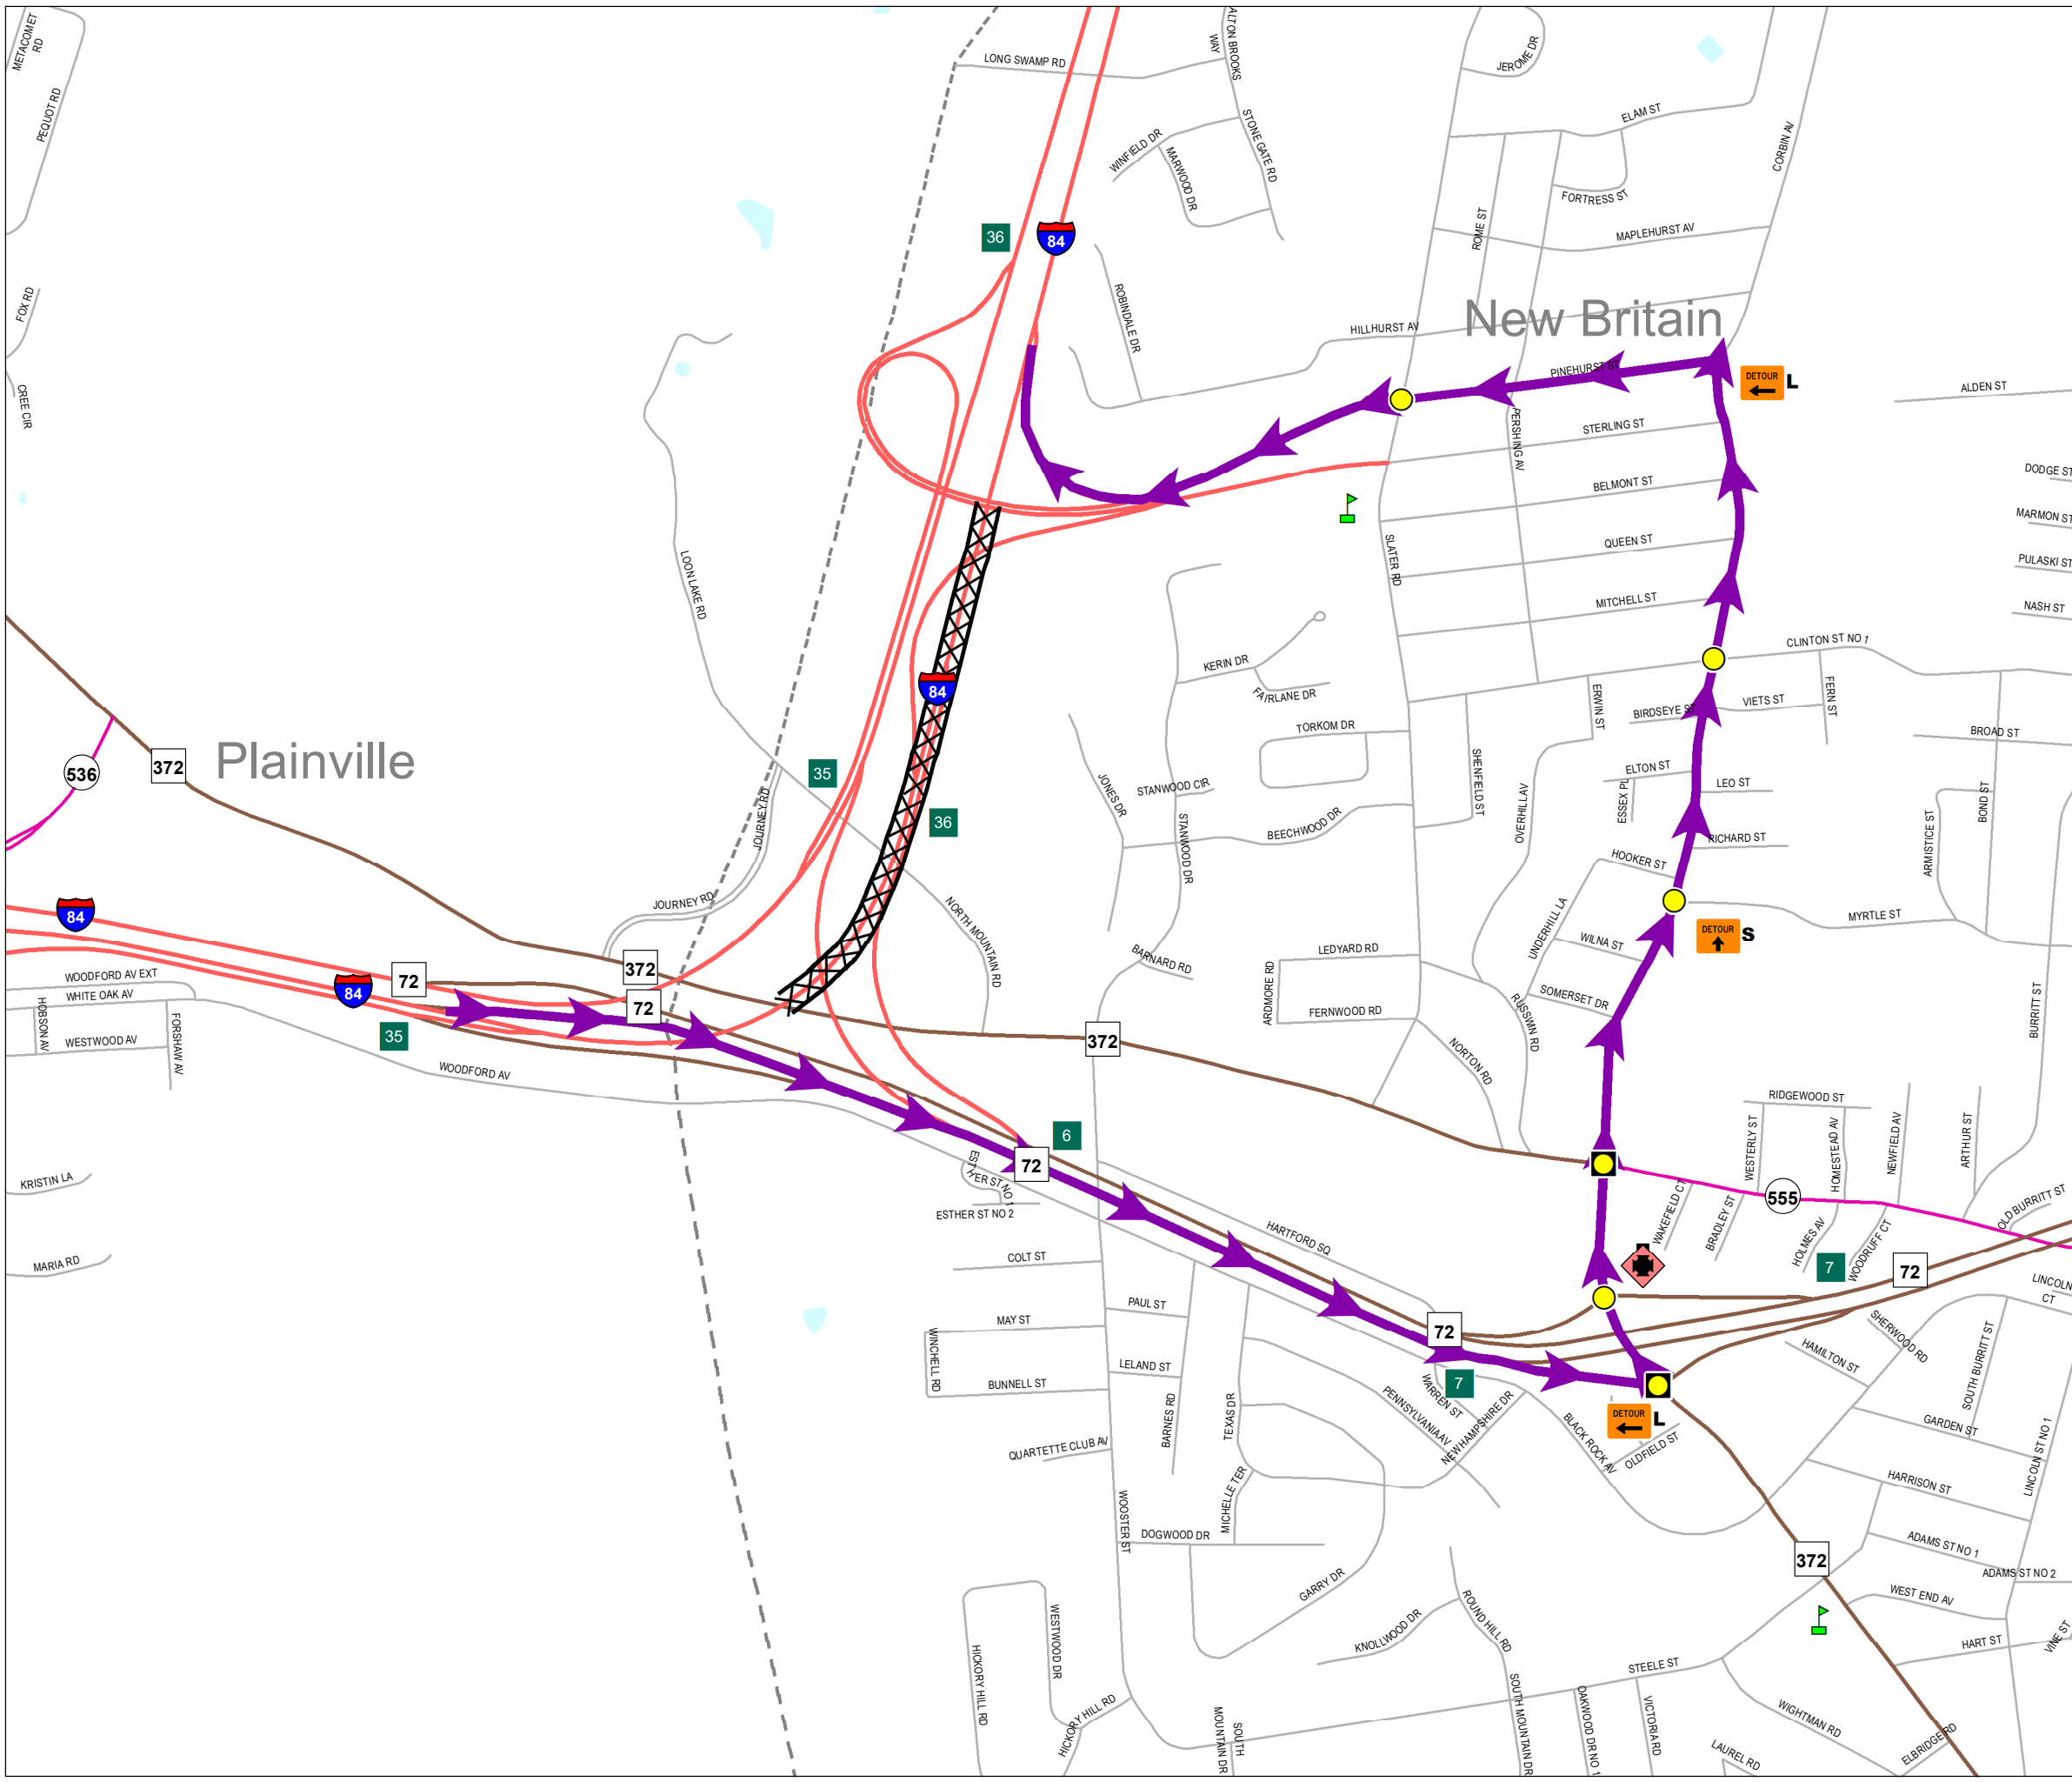 METACOMET
RD
PEQUOT RD
FOX RD
CREE CIR
LONG SWAMP RD
ALTON BROOKS
WAY
STONE GATE RD
WINFIELD DR
MARWOOD DR
JEROME DR
ELAM ST
CORBIN AV
FORTRESS ST
ROME ST
MAPLEHURST AV
36
84
ROBINDALE DR
HILLHURST AV
New Britain
PINEHURST ST
DETOUR
L
ALDEN ST
STERLING ST
PERSHING AV
BELMONT ST
DODGE ST
MARMON ST
QUEEN ST
SLATER RD
PULASKI ST
MITCHELL ST
NASH ST
LOON LAKE RD
CLINTON ST NO 1
KERIN DR
FAIRLANE DR
84
ERWIN ST
BIRDSEYE ST
VIETS ST
FERN ST
TORKOM DR
BROAD ST
Plainville
536
372
35
36
JONES DR
STANWOOD CIR
SHENFIELD ST
OVERHILL AV
ELTON ST
ESSEX PL
LEO ST
BOND ST
JOURNEY RD
STANWOOD DR
BEECHWOOD DR
RICHARD ST
ARMISTICE ST
HOOKER ST
JOURNEY RD
NORTH MOUNTAIN RD
UNDERHILL LA
MYRTLE ST
84
DETOUR
S
WILNA ST
LEDYARD RD
BARNARD RD
ARDMORE RD
372
72
84
72
WOODFORD AV EXT
WHITE OAK AV
HOBSON AV
FORSHAW AV
WESTWOOD AV
35
SOMERSET DR
RUSSWIN RD
FERNWOOD RD
BURRITT ST
372
NORTON RD
WOODFORD AV
RIDGEWOOD ST
WESTERLY ST
HOMESTEAD AV
NEWFIELD AV
ARTHUR ST
6
72
KRISTIN LA
ESTHER ST NO 1
ESTHER ST NO 2
555
WAKEFIELD CT
BRADLEY ST
HOLMES AV
WOODRUFF CT
OLD BURRITT ST
HARTFORD SQ
COLT ST
MARIA RD
7
72
LINCOLN
CT
PAUL ST
MAY ST
WINCHELL RD
72
SHERWOOD RD
HAMILTON ST
SOUTH BURRITT ST
LELAND ST
BUNNELL ST
7
WARREN ST
PENNSYLVANIA AV
NEW HAMPSHIRE DR
BLACK ROCK AV
DETOUR
L
OLDFIELD ST
BARNES RD
TEXAS DR
GARDEN ST
LINCOLN ST NO 1
QUARTETTE CLUB AV
HARRISON ST
MICHELLE TER
WOOSTER ST
DOGWOOD DR
ADAMS ST NO 1
372
ADAMS ST NO 2
GARRY DR
WEST END AV
WESTWOOD DR
ROUND HILL RD
KNOLLWOOD DR
HART ST
VINE ST
HICKORY HILL RD
STEELE ST
SOUTH MOUNTAIN DR
OAKWOOD DR NO 1
VICTORIA RD
WIGHTMAN RD
HICKORY HILL RD
SOUTH
MOUNTAIN DR
LAUREL RD
ELBRIDGE RD